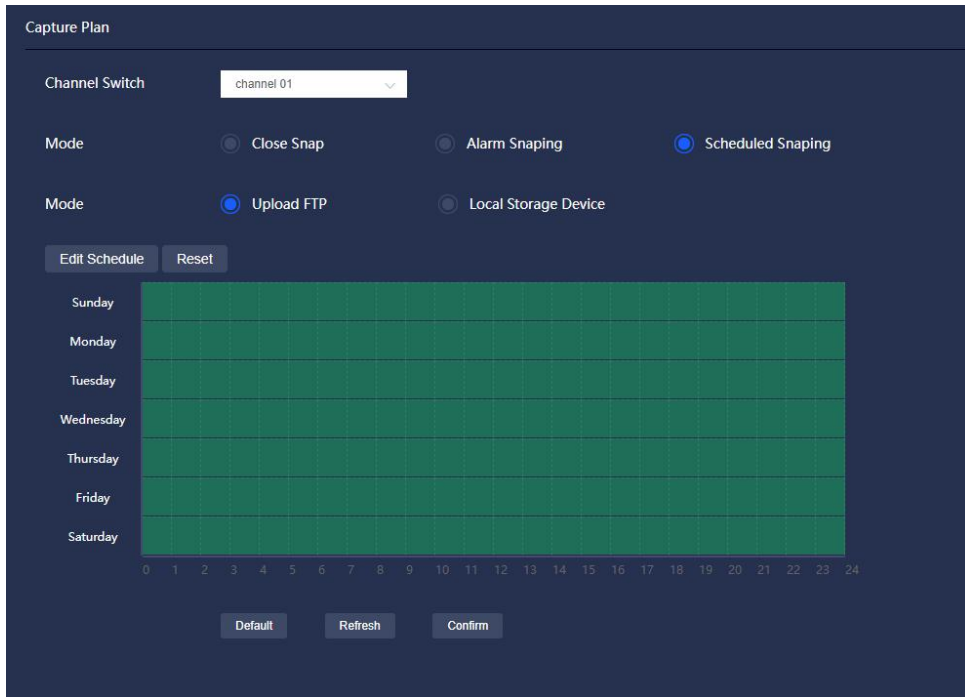 Capture Plan
Channel Switch channel 01
Mode Close Snap Alarm Snaping Scheduled Snaping
Mode Upload FTP Local Storage Device
Edit Schedule Reset
Sunday
Monday
Tuesday
Wednesday
Thursday
Friday
Saturday
0 1 2 3 4 5 6 7 8 9 10 11 12 13 14 15 16 17 18 19 20 21 22 23 24
Default Refresh Confirm